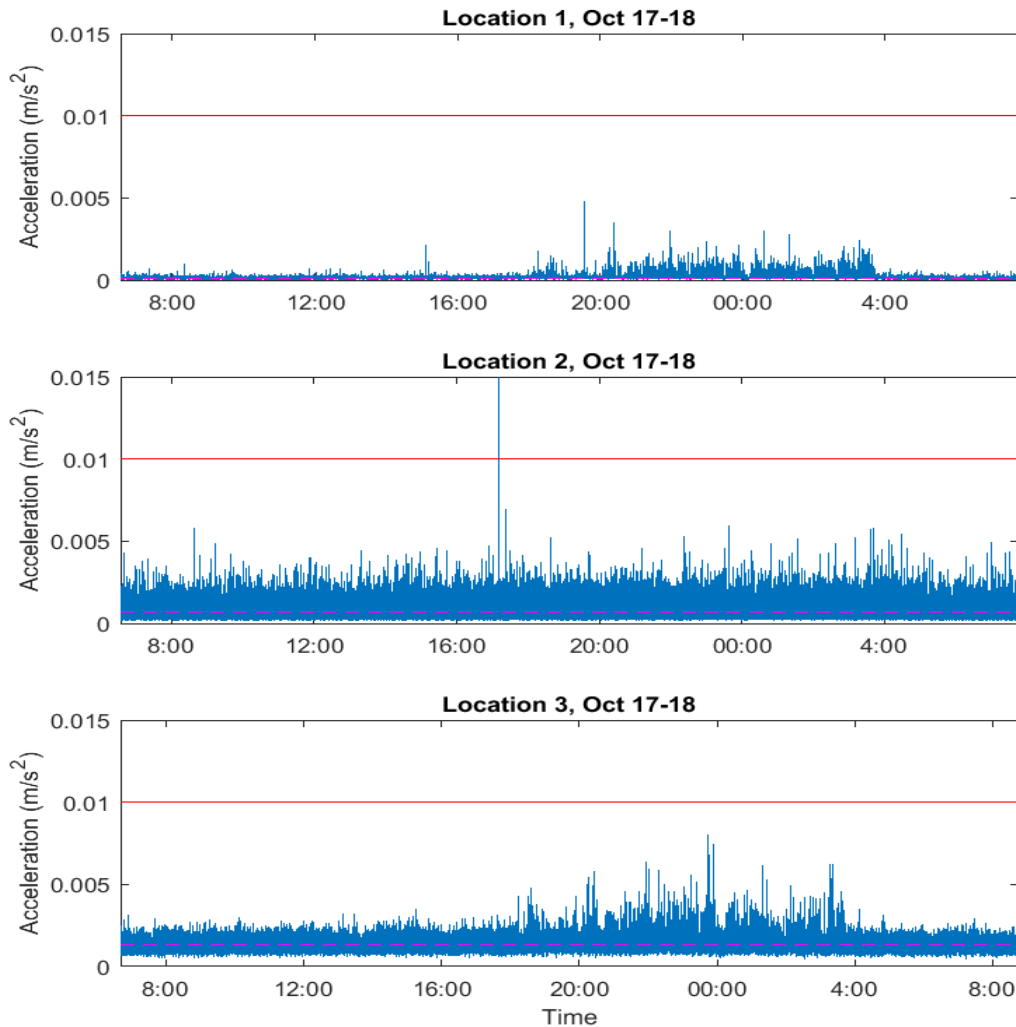 Location 1, Oct 17-18
Acceleration (m/s²)
0.015
0.01
0.005
0
8:00 12:00 16:00 20:00 00:00 4:00
Location 2, Oct 17-18
Acceleration (m/s²)
0.015
0.01
0.005
0
8:00 12:00 16:00 20:00 00:00 4:00
Location 3, Oct 17-18
Acceleration (m/s²)
0.015
0.01
0.005
0
8:00 12:00 16:00 20:00 00:00 4:00 8:00
Time